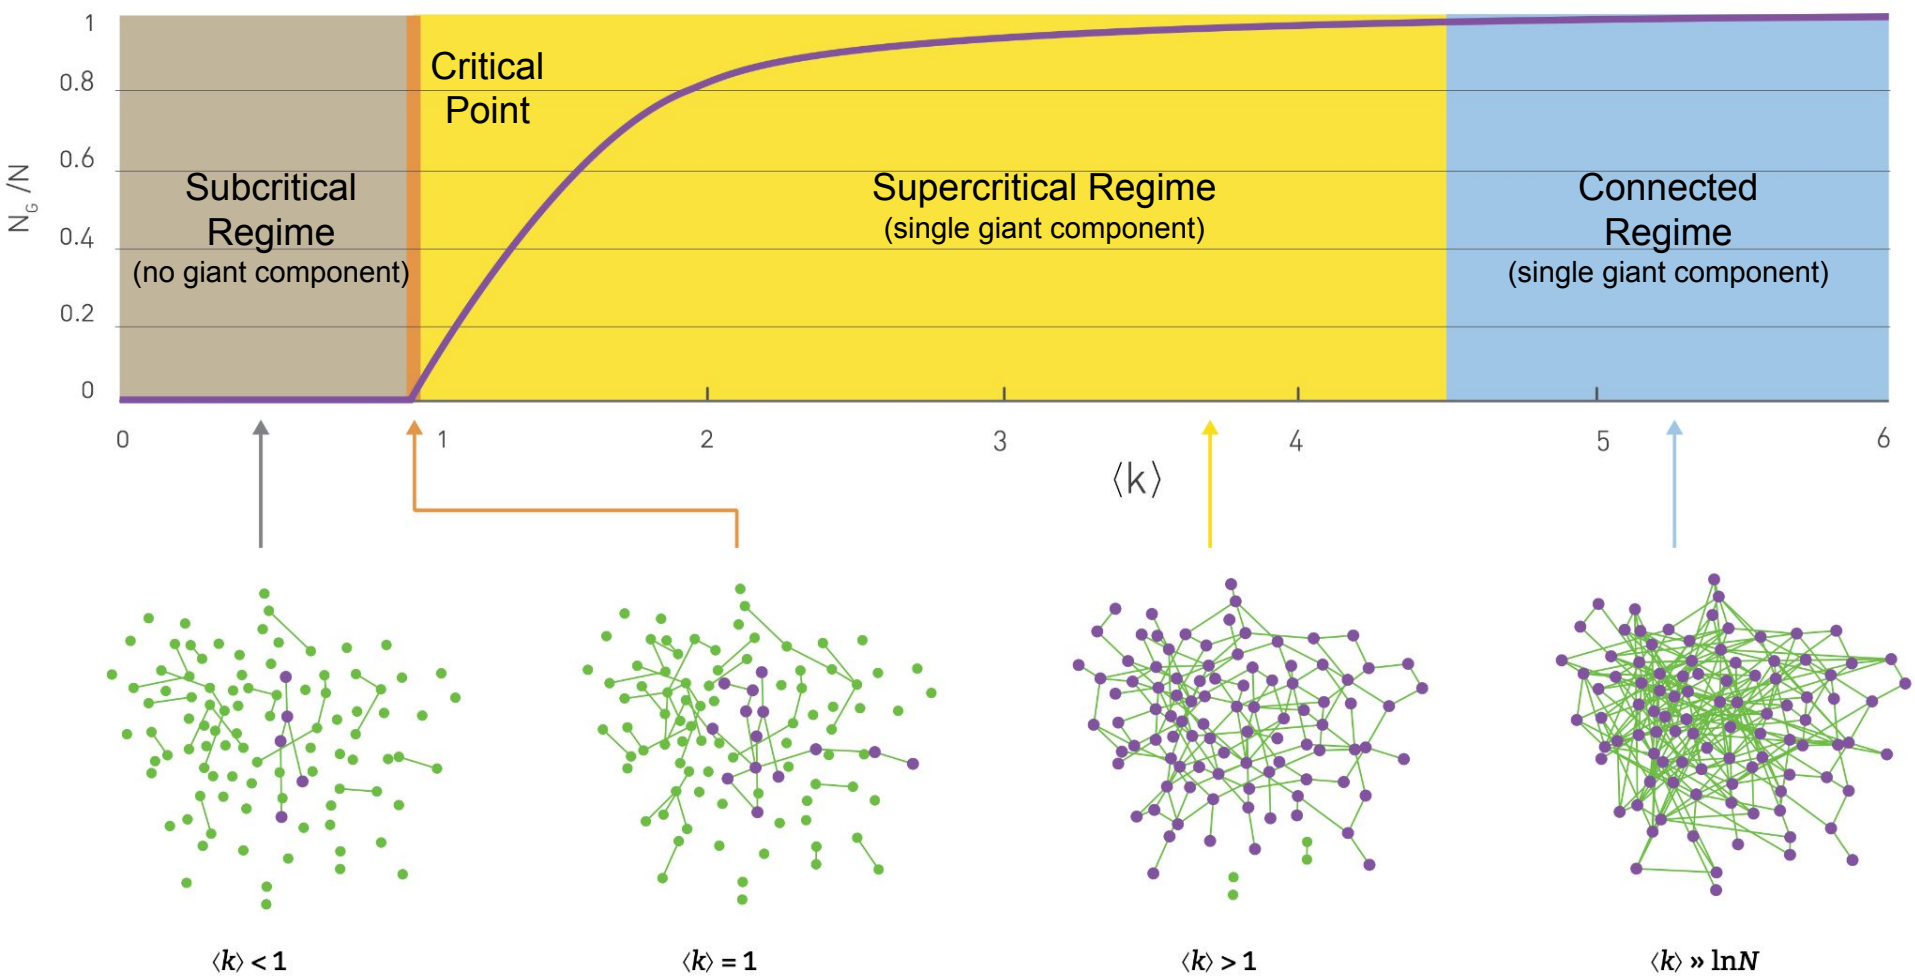 1
0.8
0.6
0.4
0.2
0
N_G /N
Critical
Point
Subcritical
Regime
(no giant component)
Supercritical Regime
(single giant component)
Connected
Regime
(single giant component)
0 1 2 3 4 5 6
⟨k⟩
⟨k⟩ < 1
⟨k⟩ = 1
⟨k⟩ > 1
⟨k⟩ » lnN